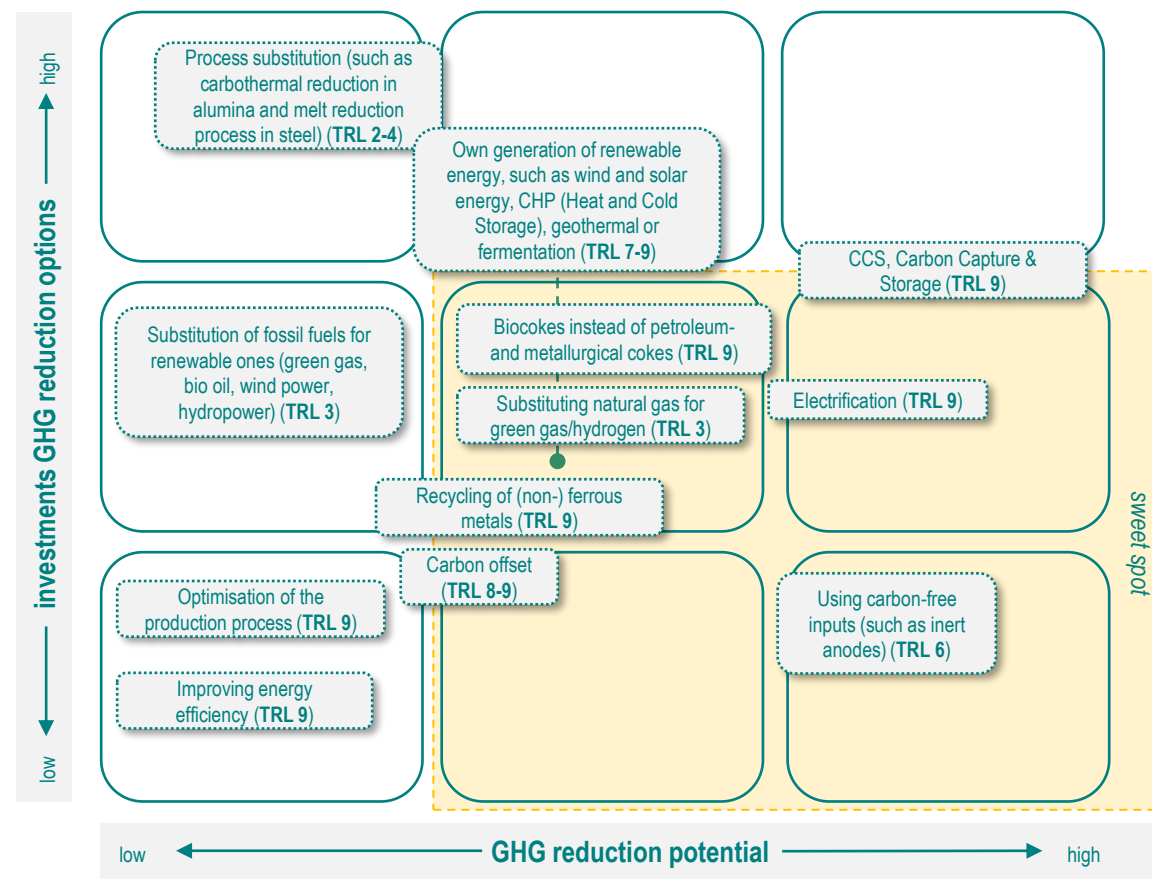 high
investments GHG reduction options
low
Process substitution (such as
carbothermal reduction in
alumina and melt reduction
process in steel) (TRL 2-4)
Own generation of renewable
energy, such as wind and solar
energy, CHP (Heat and Cold
Storage), geothermal or
fermentation (TRL 7-9)
CCS, Carbon Capture &
Storage (TRL 9)
Substitution of fossil fuels for
renewable ones (green gas,
bio oil, wind power,
hydropower) (TRL 3)
Biocokes instead of petroleum-
and metallurgical cokes (TRL 9)
Substituting natural gas for
green gas/hydrogen (TRL 3)
Electrification (TRL 9)
Recycling of (non-) ferrous
metals (TRL 9)
sweet spot
Carbon offset
(TRL 8-9)
Optimisation of the
production process (TRL 9)
Improving energy
efficiency (TRL 9)
Using carbon-free
inputs (such as inert
anodes) (TRL 6)
low
GHG reduction potential
high